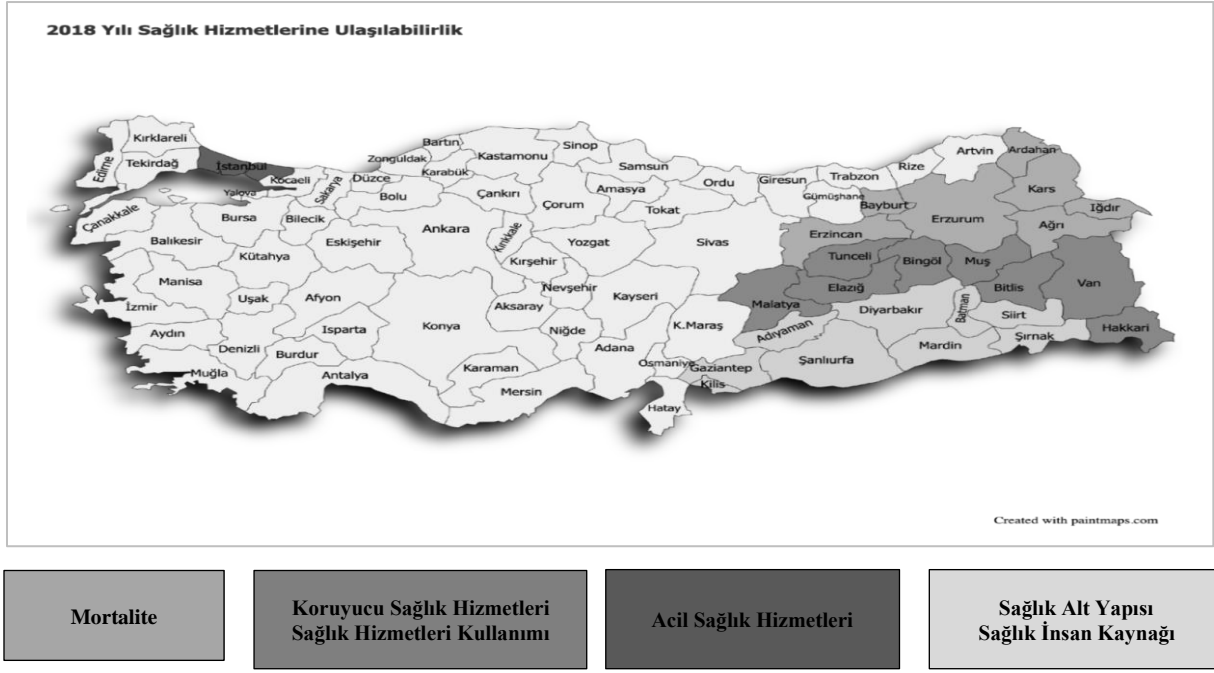 2018 Yılı Sağlık Hizmetlerine Ulaşılabilirlik
Kırklareli
Edirne
Tekirdağ
İstanbul
Kocaeli
Yalova
Sakarya
Düzce
Zonguldak
Bartın
Karabük
Kastamonu
Sinop
Samsun
Ordu
Giresun
Trabzon
Rize
Artvin
Ardahan
Çanakkale
Bursa
Bilecik
Bolu
Çankırı
Çorum
Amasya
Tokat
Gümüşhane
Bayburt
Erzurum
Kars
Iğdır
Ağrı
Balıkesir
Kütahya
Eskişehir
Ankara
Kırıkkale
Kırşehir
Yozgat
Sivas
Erzincan
Tunceli
Bingöl
Muş
Bitlis
Van
Manisa
İzmir
Uşak
Afyon
Konya
Aksaray
Nevşehir
Kayseri
Malatya
Elazığ
Diyarbakır
Batman
Siirt
Şırnak
Hakkari
Aydın
Denizli
Isparta
Burdur
Muğla
Antalya
Karaman
Niğde
Mersin
Adana
K.Maraş
Osmaniye
Adıyaman
Gaziantep
Kilis
Şanlıurfa
Mardin
Hatay
Created with paintmaps.com
Mortalite
Koruyucu Sağlık Hizmetleri
Sağlık Hizmetleri Kullanımı
Acil Sağlık Hizmetleri
Sağlık Alt Yapısı
Sağlık İnsan Kaynağı